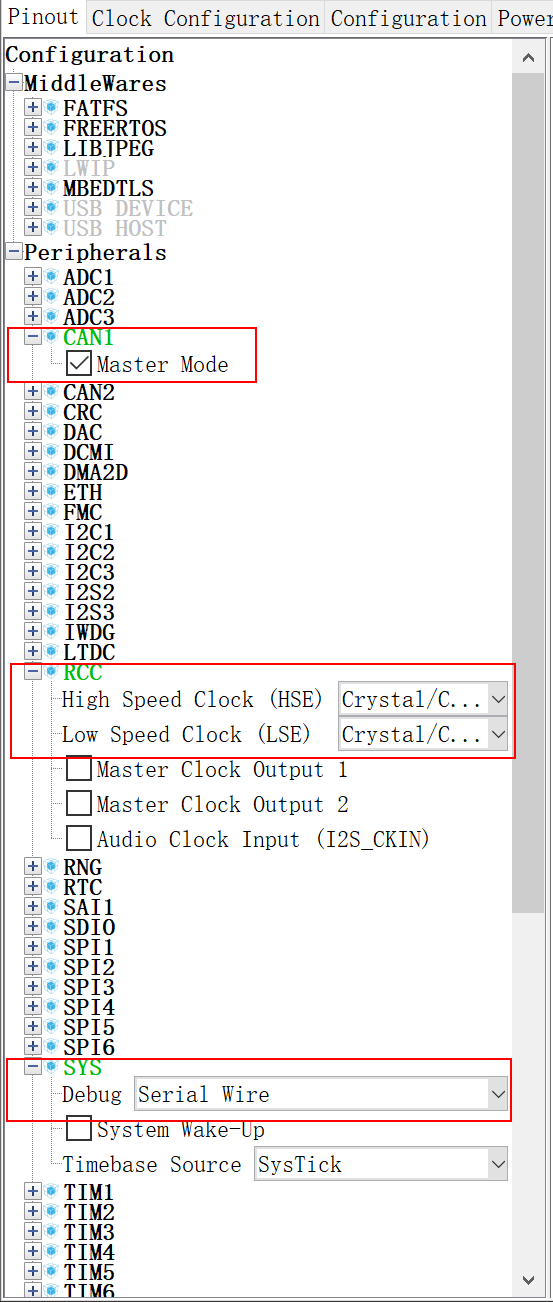 Pinout Clock Configuration Configuration Power
Configuration
MiddleWares
FATFS
FREERTOS
LIBJPEG
LWIP
MBEDTLS
USB DEVICE
USB HOST
Peripherals
ADC1
ADC2
ADC3
CAN1
Master Mode
CAN2
CRC
DAC
DCMI
DMA2D
ETH
FMC
I2C1
I2C2
I2C3
I2S2
I2S3
IWDG
LTDC
RCC
High Speed Clock (HSE) Crystal/C...
Low Speed Clock (LSE) Crystal/C...
Master Clock Output 1
Master Clock Output 2
Audio Clock Input (I2S_CKIN)
RNG
RTC
SAI1
SDIO
SPI1
SPI2
SPI3
SPI4
SPI5
SPI6
SYS
Debug Serial Wire
System Wake-Up
Timebase Source SysTick
TIM1
TIM2
TIM3
TIM4
TIM5
TIM6